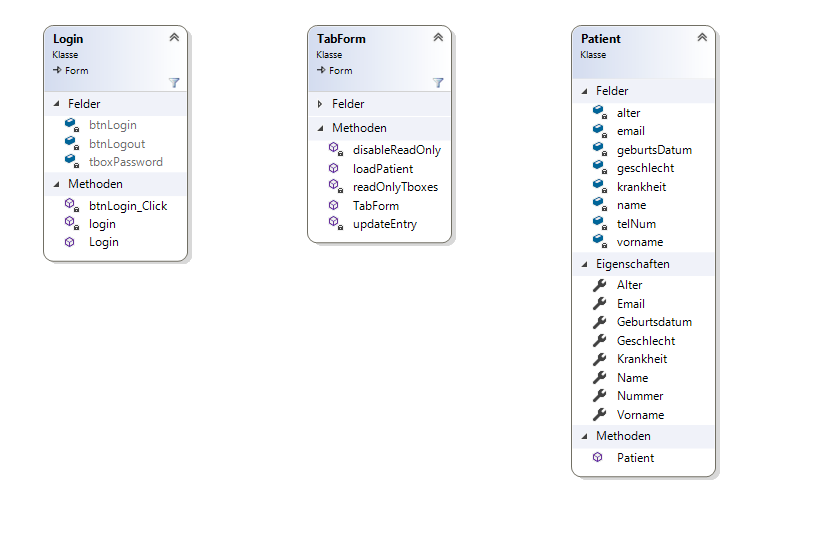 Login
Klasse
Form
Felder
btnLogin
btnLogout
tboxPassword
Methoden
btnLogin_Click
login
Login
TabForm
Klasse
Form
Felder
Methoden
disableReadOnly
loadPatient
readOnlyTboxes
TabForm
updateEntry
Patient
Klasse
Felder
alter
email
geburtsDatum
geschlecht
krankheit
name
telNum
vorname
Eigenschaften
Alter
Email
Geburtsdatum
Geschlecht
Krankheit
Name
Nummer
Vorname
Methoden
Patient